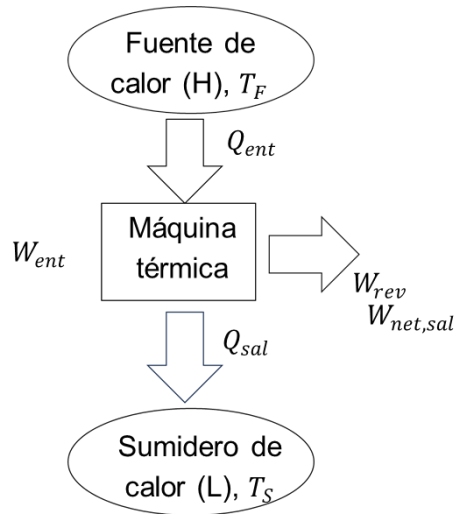 Fuente de
calor (H), T_F
Q_ent
W_ent
Máquina
térmica
W_rev
W_net,sal
Q_sal
Sumidero de
calor (L), T_S